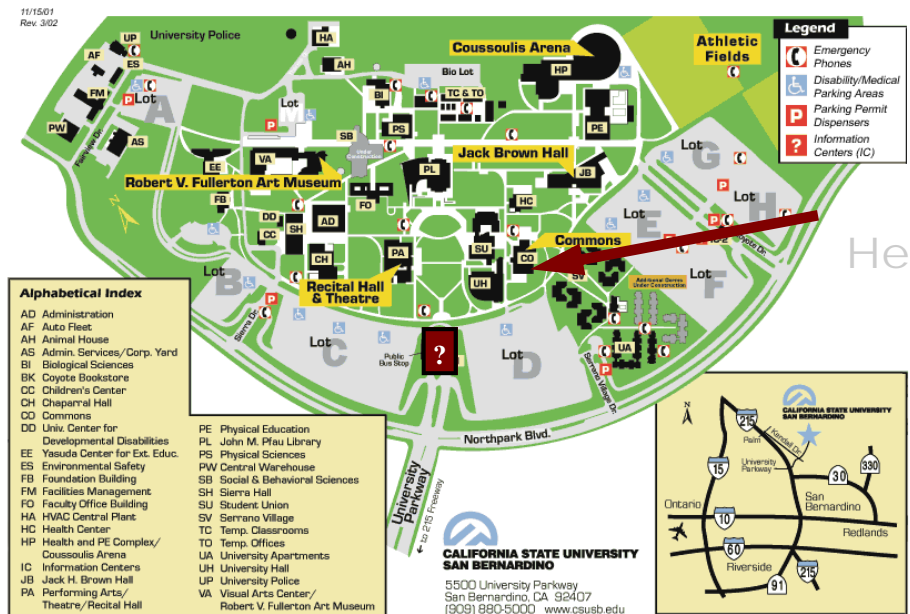 11/15/01
Rev. 3/02
University Police
Coussoulis Arena
Athletic
Fields
Legend
Emergency
Phones
Disability/Medical
Parking Areas
Parking Permit
Dispensers
? Information
Centers (IC)
UP
AF
ES
HA
AH
HP
Bio Lot
FM
Lot A
P
Lot M
BI
TC & TO
PW
AS
SB
PS
PE
Fairview Dr.
Under
Construction
EE
VA
PL
Jack Brown Hall
JB
Lot G
Robert V. Fullerton Art Museum
FO
FB
HC
Lot E
Lot H
DD
CC
SH
AD
SU
Commons
CO
CH
PA
UH
SV
Lot F
He
Recital Hall
& Theatre
Additional Dorms
Under Construction
Lot B
Sierra Dr.
Lot C
Public
Bus Stop
?
Lot D
UA
Serrano Village Dr.
Northpark Blvd.
University
Parkway
← to 215 Freeway
Alphabetical Index
AD Administration
AF Auto Fleet
AH Animal House
AS Admin. Services/Corp. Yard
BI Biological Sciences
BK Coyote Bookstore
CC Children's Center
CH Chaparral Hall
CO Commons
DD Univ. Center for
Developmental Disabilities
EE Yasuda Center for Ext. Educ.
ES Environmental Safety
FB Foundation Building
FM Facilities Management
FO Faculty Office Building
HA HVAC Central Plant
HC Health Center
HP Health and PE Complex/
Coussoulis Arena
IC Information Centers
JB Jack H. Brown Hall
PA Performing Arts/
Theatre/Recital Hall
PE Physical Education
PL John M. Pfau Library
PS Physical Sciences
PW Central Warehouse
SB Social & Behavioral Sciences
SH Sierra Hall
SU Student Union
SV Serrano Village
TC Temp. Classrooms
TO Temp. Offices
UA University Apartments
UH University Hall
UP University Police
VA Visual Arts Center/
Robert V. Fullerton Art Museum
CALIFORNIA STATE UNIVERSITY
SAN BERNARDINO
5500 University Parkway
San Bernardino, CA 92407
(909) 880-5000 www.csusb.edu
N
CALIFORNIA STATE UNIVERSITY
SAN BERNARDINO
215
Palm
Kendall Dr.
University
Parkway
15
30
330
San
Bernardino
Ontario
10
Redlands
60
Riverside
91
215